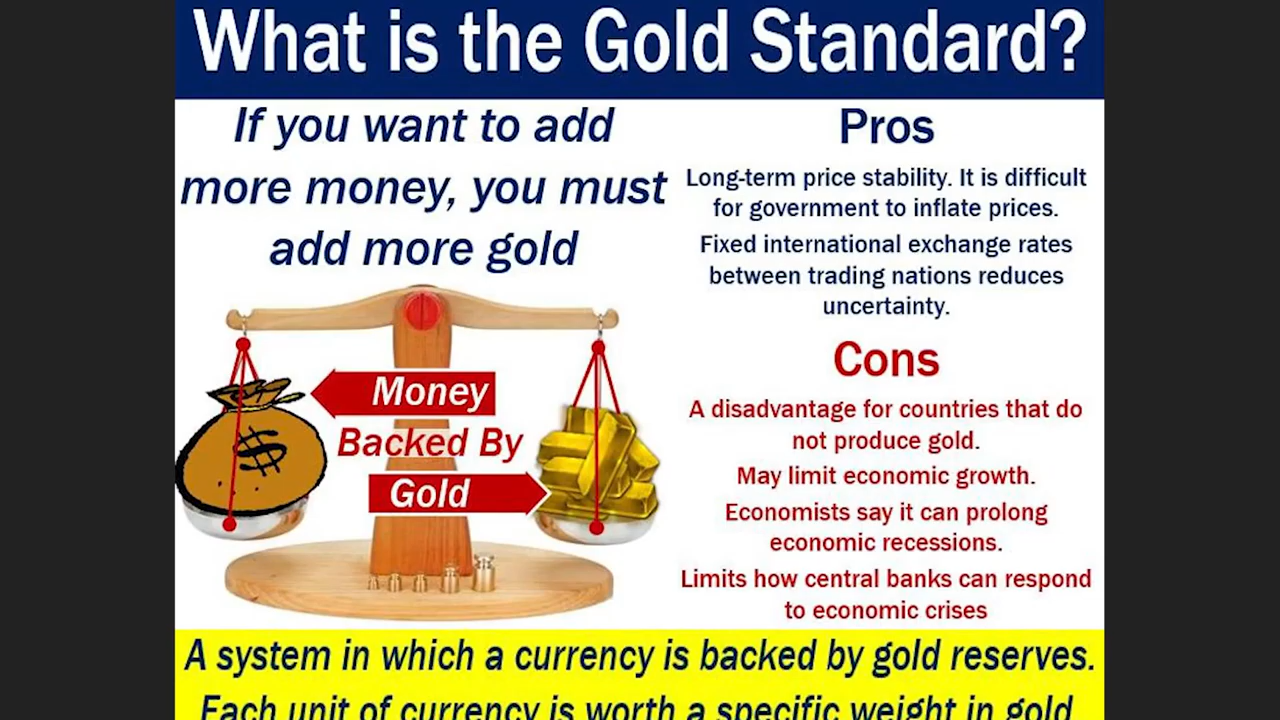 What is the Gold Standard?
If you want to add
more money, you must
add more gold
Money
Backed By
Gold
$
Pros
Long-term price stability. It is difficult
for government to inflate prices.
Fixed international exchange rates
between trading nations reduces
uncertainty.
Cons
A disadvantage for countries that do
not produce gold.
May limit economic growth.
Economists say it can prolong
economic recessions.
Limits how central banks can respond
to economic crises
A system in which a currency is backed by gold reserves.
Each unit of currency is worth a specific weight in gold